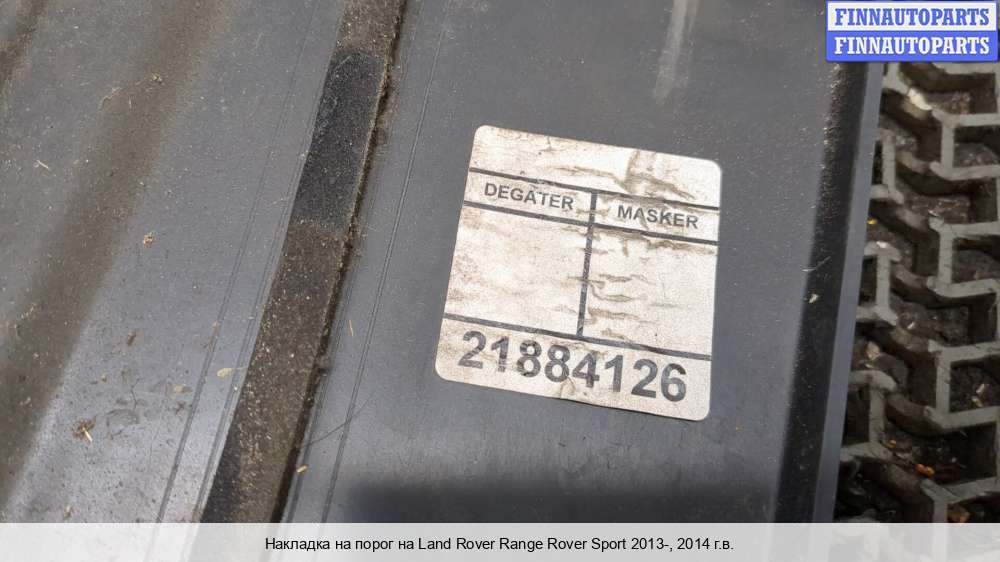 FINNAUTOPARTS
FINNAUTOPARTS
DEGATER MASKER
21884126
Накладка на порог на Land Rover Range Rover Sport 2013-, 2014 г.в.